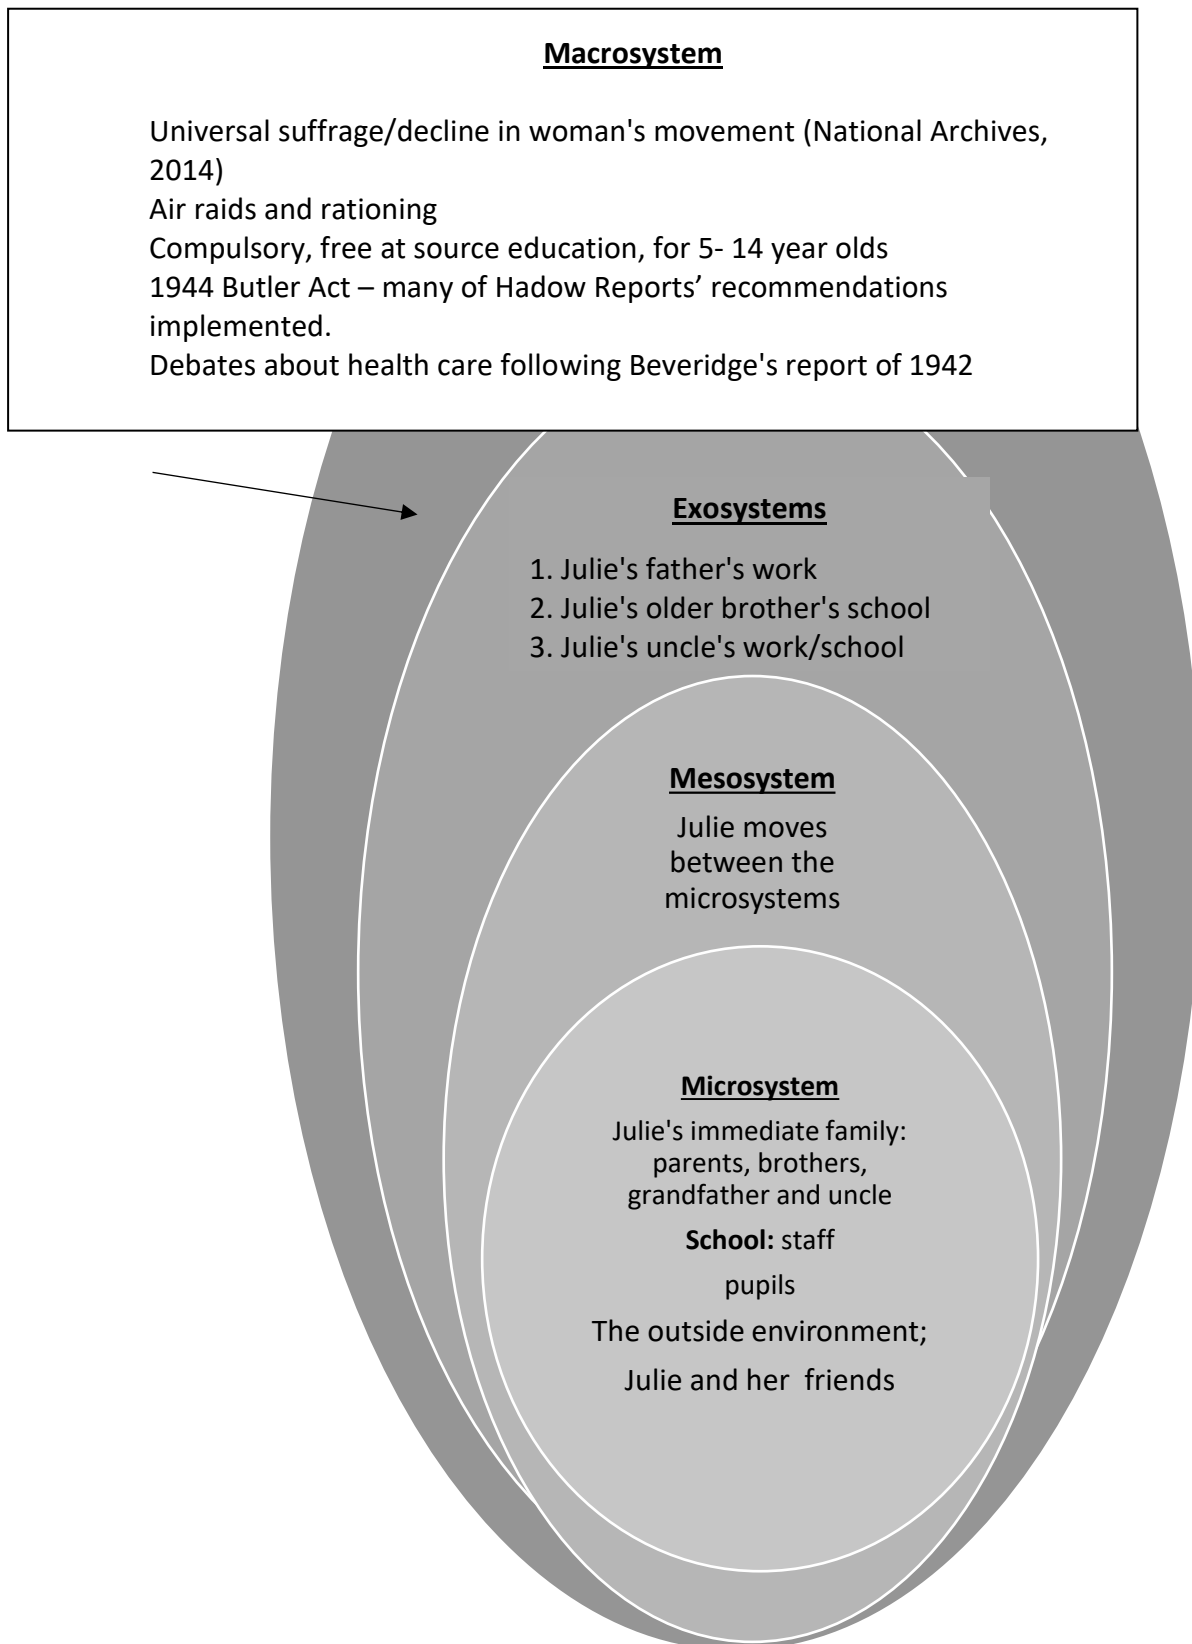 Macrosystem
Universal suffrage/decline in woman's movement (National Archives,
2014)
Air raids and rationing
Compulsory, free at source education, for 5- 14 year olds
1944 Butler Act – many of Hadow Reports’ recommendations
implemented.
Debates about health care following Beveridge's report of 1942
Exosystems
1. Julie's father's work
2. Julie's older brother's school
3. Julie's uncle's work/school
Mesosystem
Julie moves
between the
microsystems
Microsystem
Julie's immediate family:
parents, brothers,
grandfather and uncle
School: staff
pupils
The outside environment;
Julie and her  friends